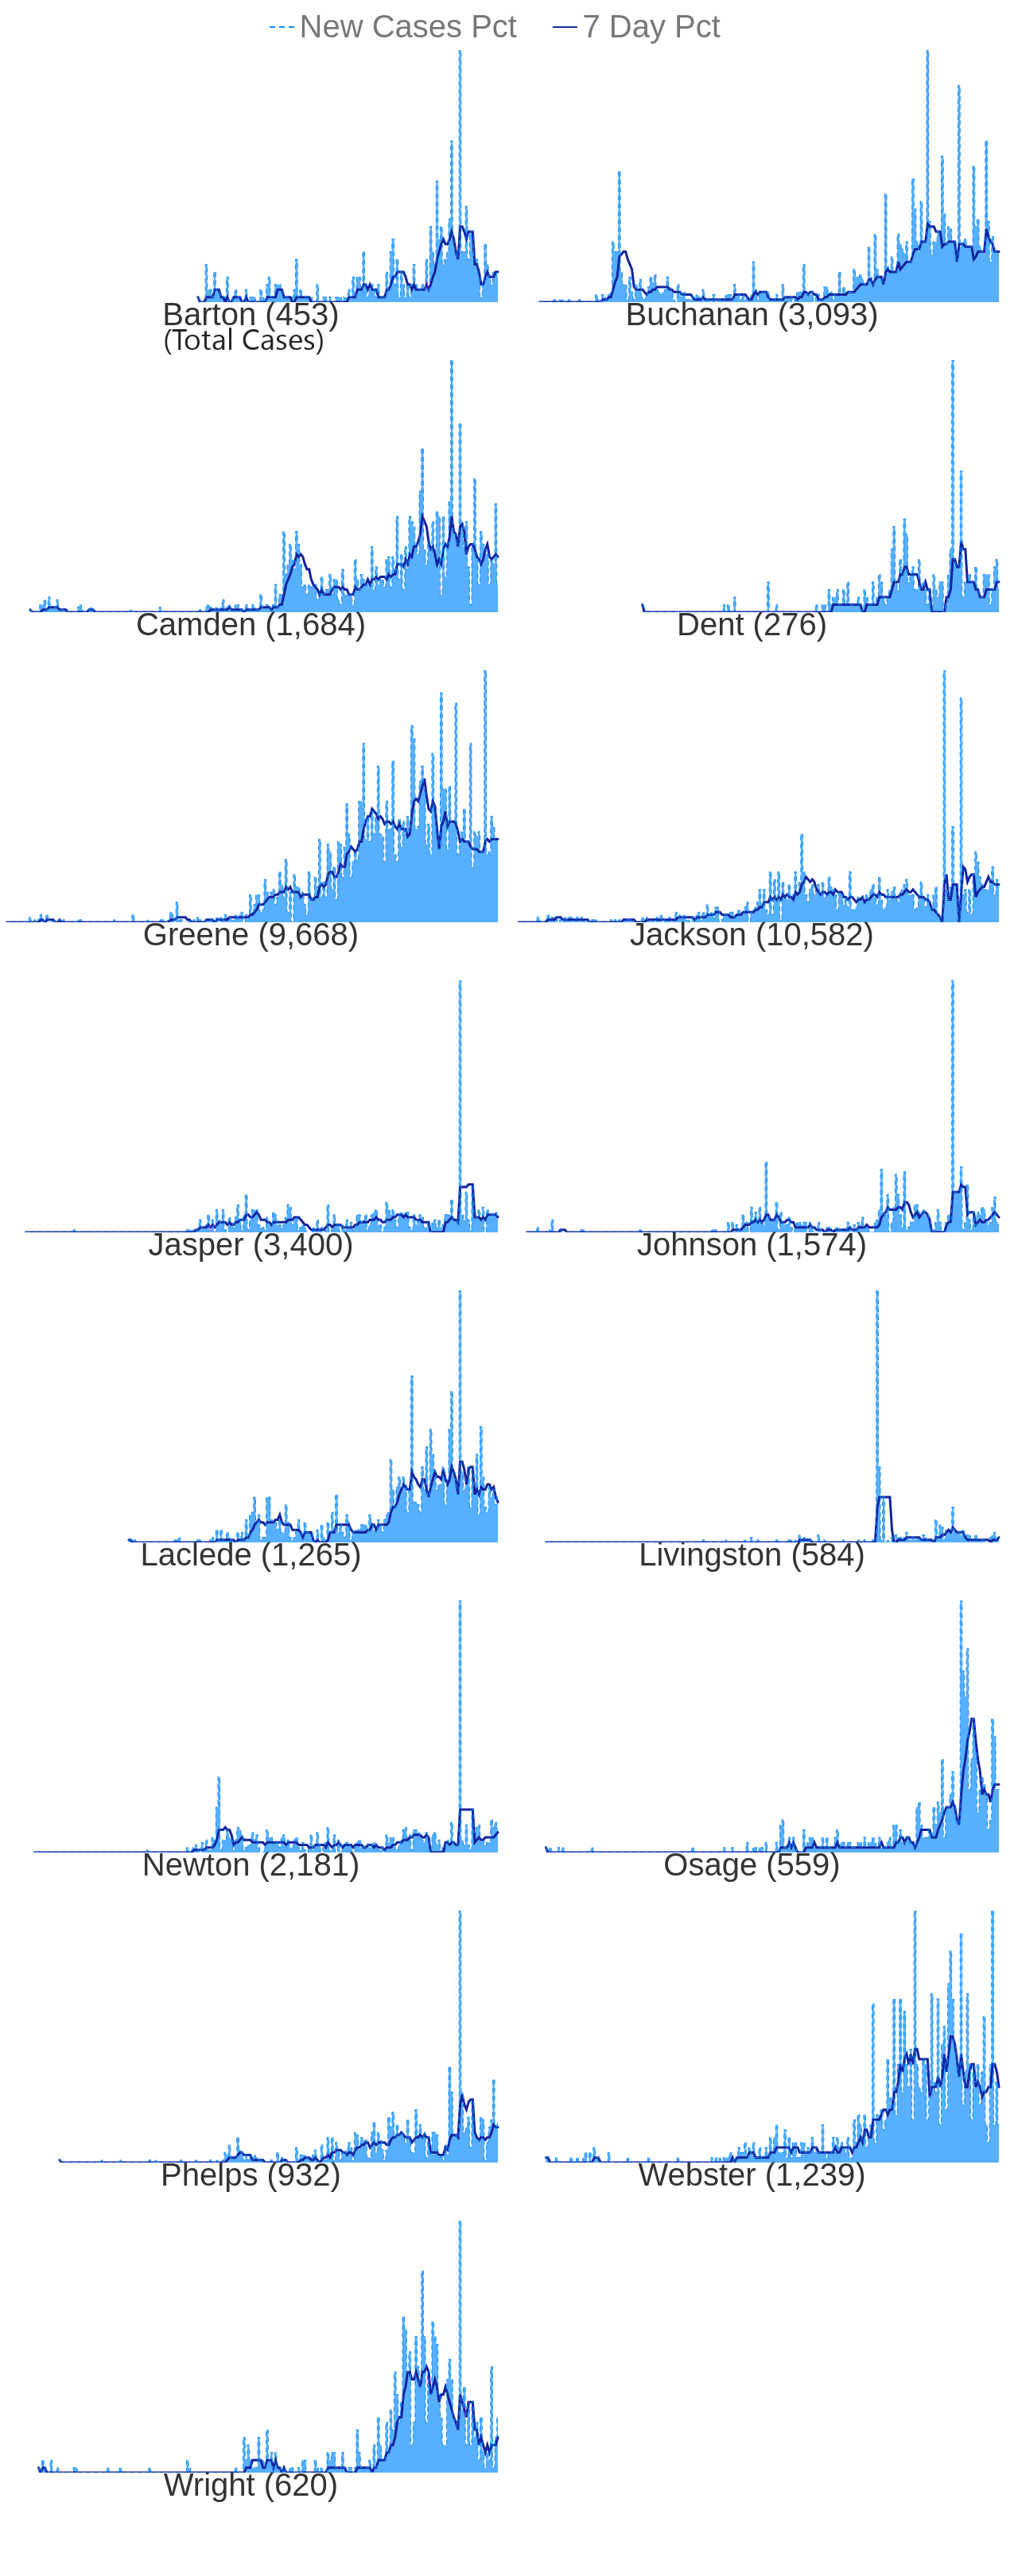 New Cases Pct 7 Day Pct
Barton (453) Buchanan (3,093)
(Total Cases)
Camden (1,684) Dent (276)
Greene (9,668) Jackson (10,582)
Jasper (3,400) Johnson (1,574)
Laclede (1,265) Livingston (584)
Newton (2,181) Osage (559)
Phelps (932) Webster (1,239)
Wright (620)